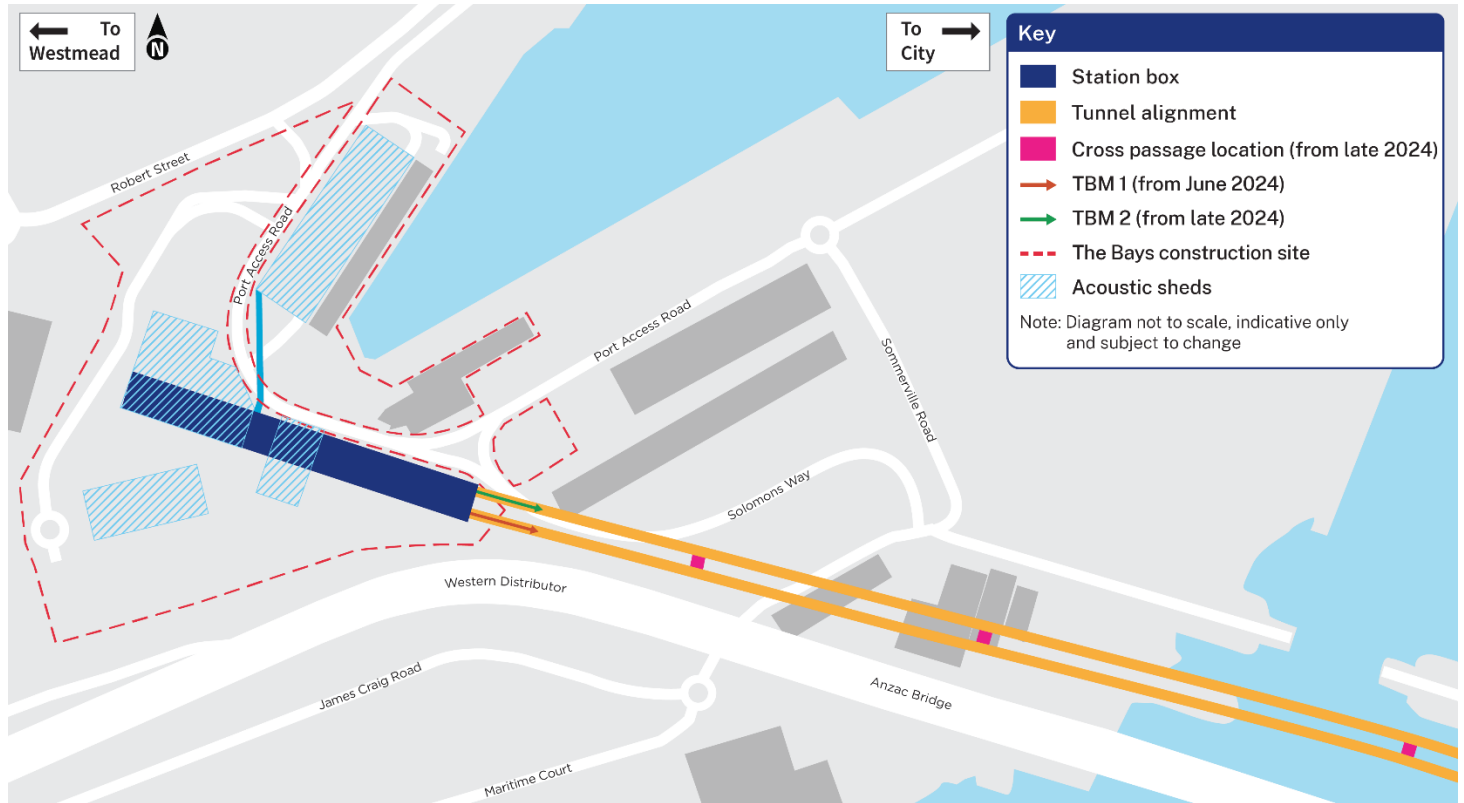 To
Westmead
N
To
City
Key
Station box
Tunnel alignment
Cross passage location (from late 2024)
TBM 1 (from June 2024)
TBM 2 (from late 2024)
The Bays construction site
Acoustic sheds
Note: Diagram not to scale, indicative only
and subject to change
Robert Street
Port Access Road
Port Access Road
Sommerville Road
Solomons Way
Western Distributor
James Craig Road
Anzac Bridge
Maritime Court